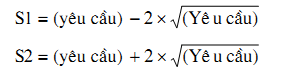 S1 = (yêu cầu) − 2 × √(Yêu cầu)
S2 = (yêu cầu) + 2 × √(Yêu cầu)